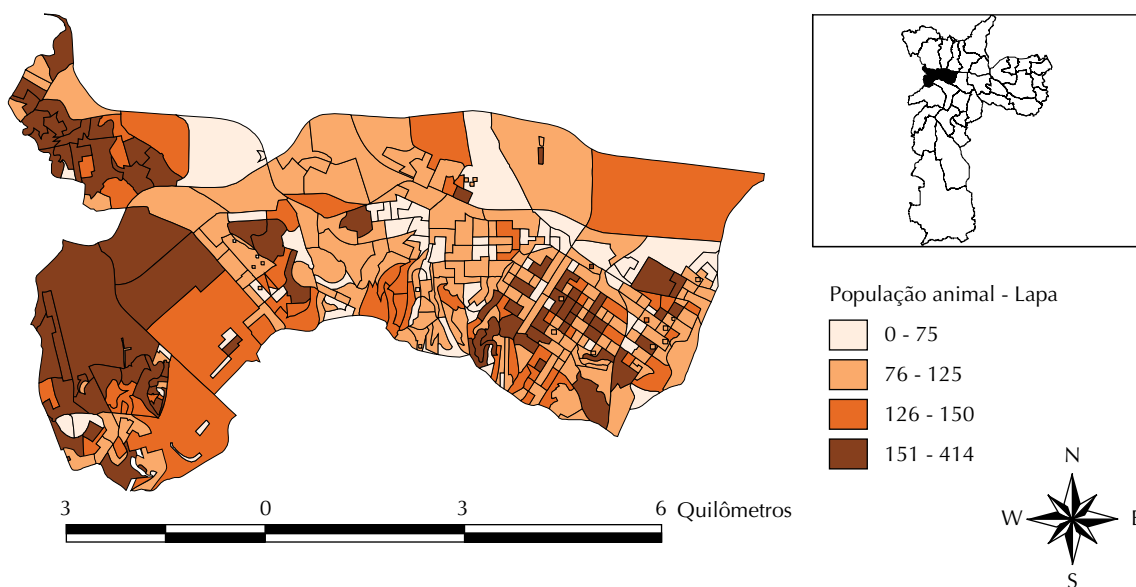 População animal - Lapa
0 - 75
76 - 125
126 - 150
151 - 414
N
W E
S
3 0 3 6 Quilômetros